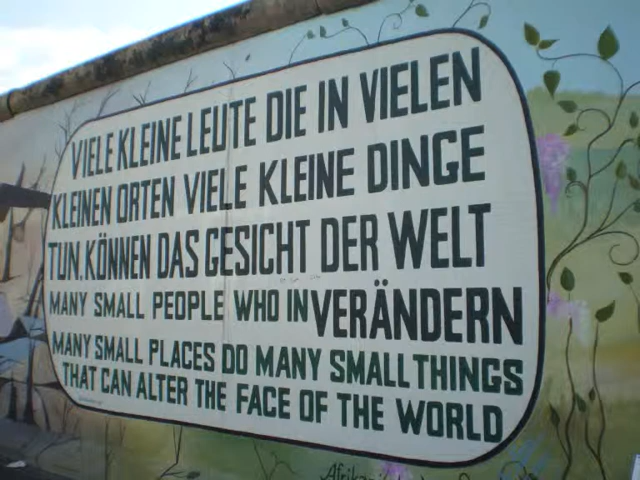 VIELE KLEINE LEUTE DIE IN VIELEN
KLEINEN ORTEN VIELE KLEINE DINGE
TUN. KÖNNEN DAS GESICHT DER WELT
VERÄNDERN
MANY SMALL PEOPLE WHO IN
MANY SMALL PLACES DO MANY SMALL THINGS
THAT CAN ALTER THE FACE OF THE WORLD